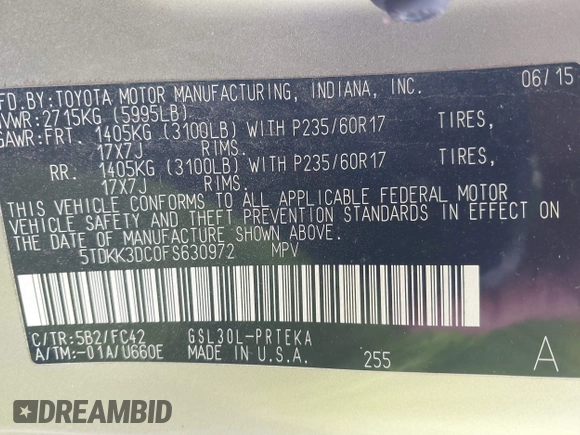 MFD.BY:TOYOTA MOTOR MANUFACTURING, INDIANA, INC. 06/15
GVWR:2715KG (5995LB)
GAWR:FRT. 1405KG (3100LB) WITH P235/60R17 TIRES,
17X7J RIMS.
RR. 1405KG (3100LB) WITH P235/60R17 TIRES,
17X7J RIMS.
THIS VEHICLE CONFORMS TO ALL APPLICABLE FEDERAL MOTOR
VEHICLE SAFETY AND THEFT PREVENTION STANDARDS IN EFFECT ON
THE DATE OF MANUFACTURE SHOWN ABOVE.
5TDKK3DC0FS630972 MPV
C/TR:5B2/FC42 GSL30L-PRTEKA
A/TM:-01A/U660E MADE IN U.S.A. 255 A
DREAMBID